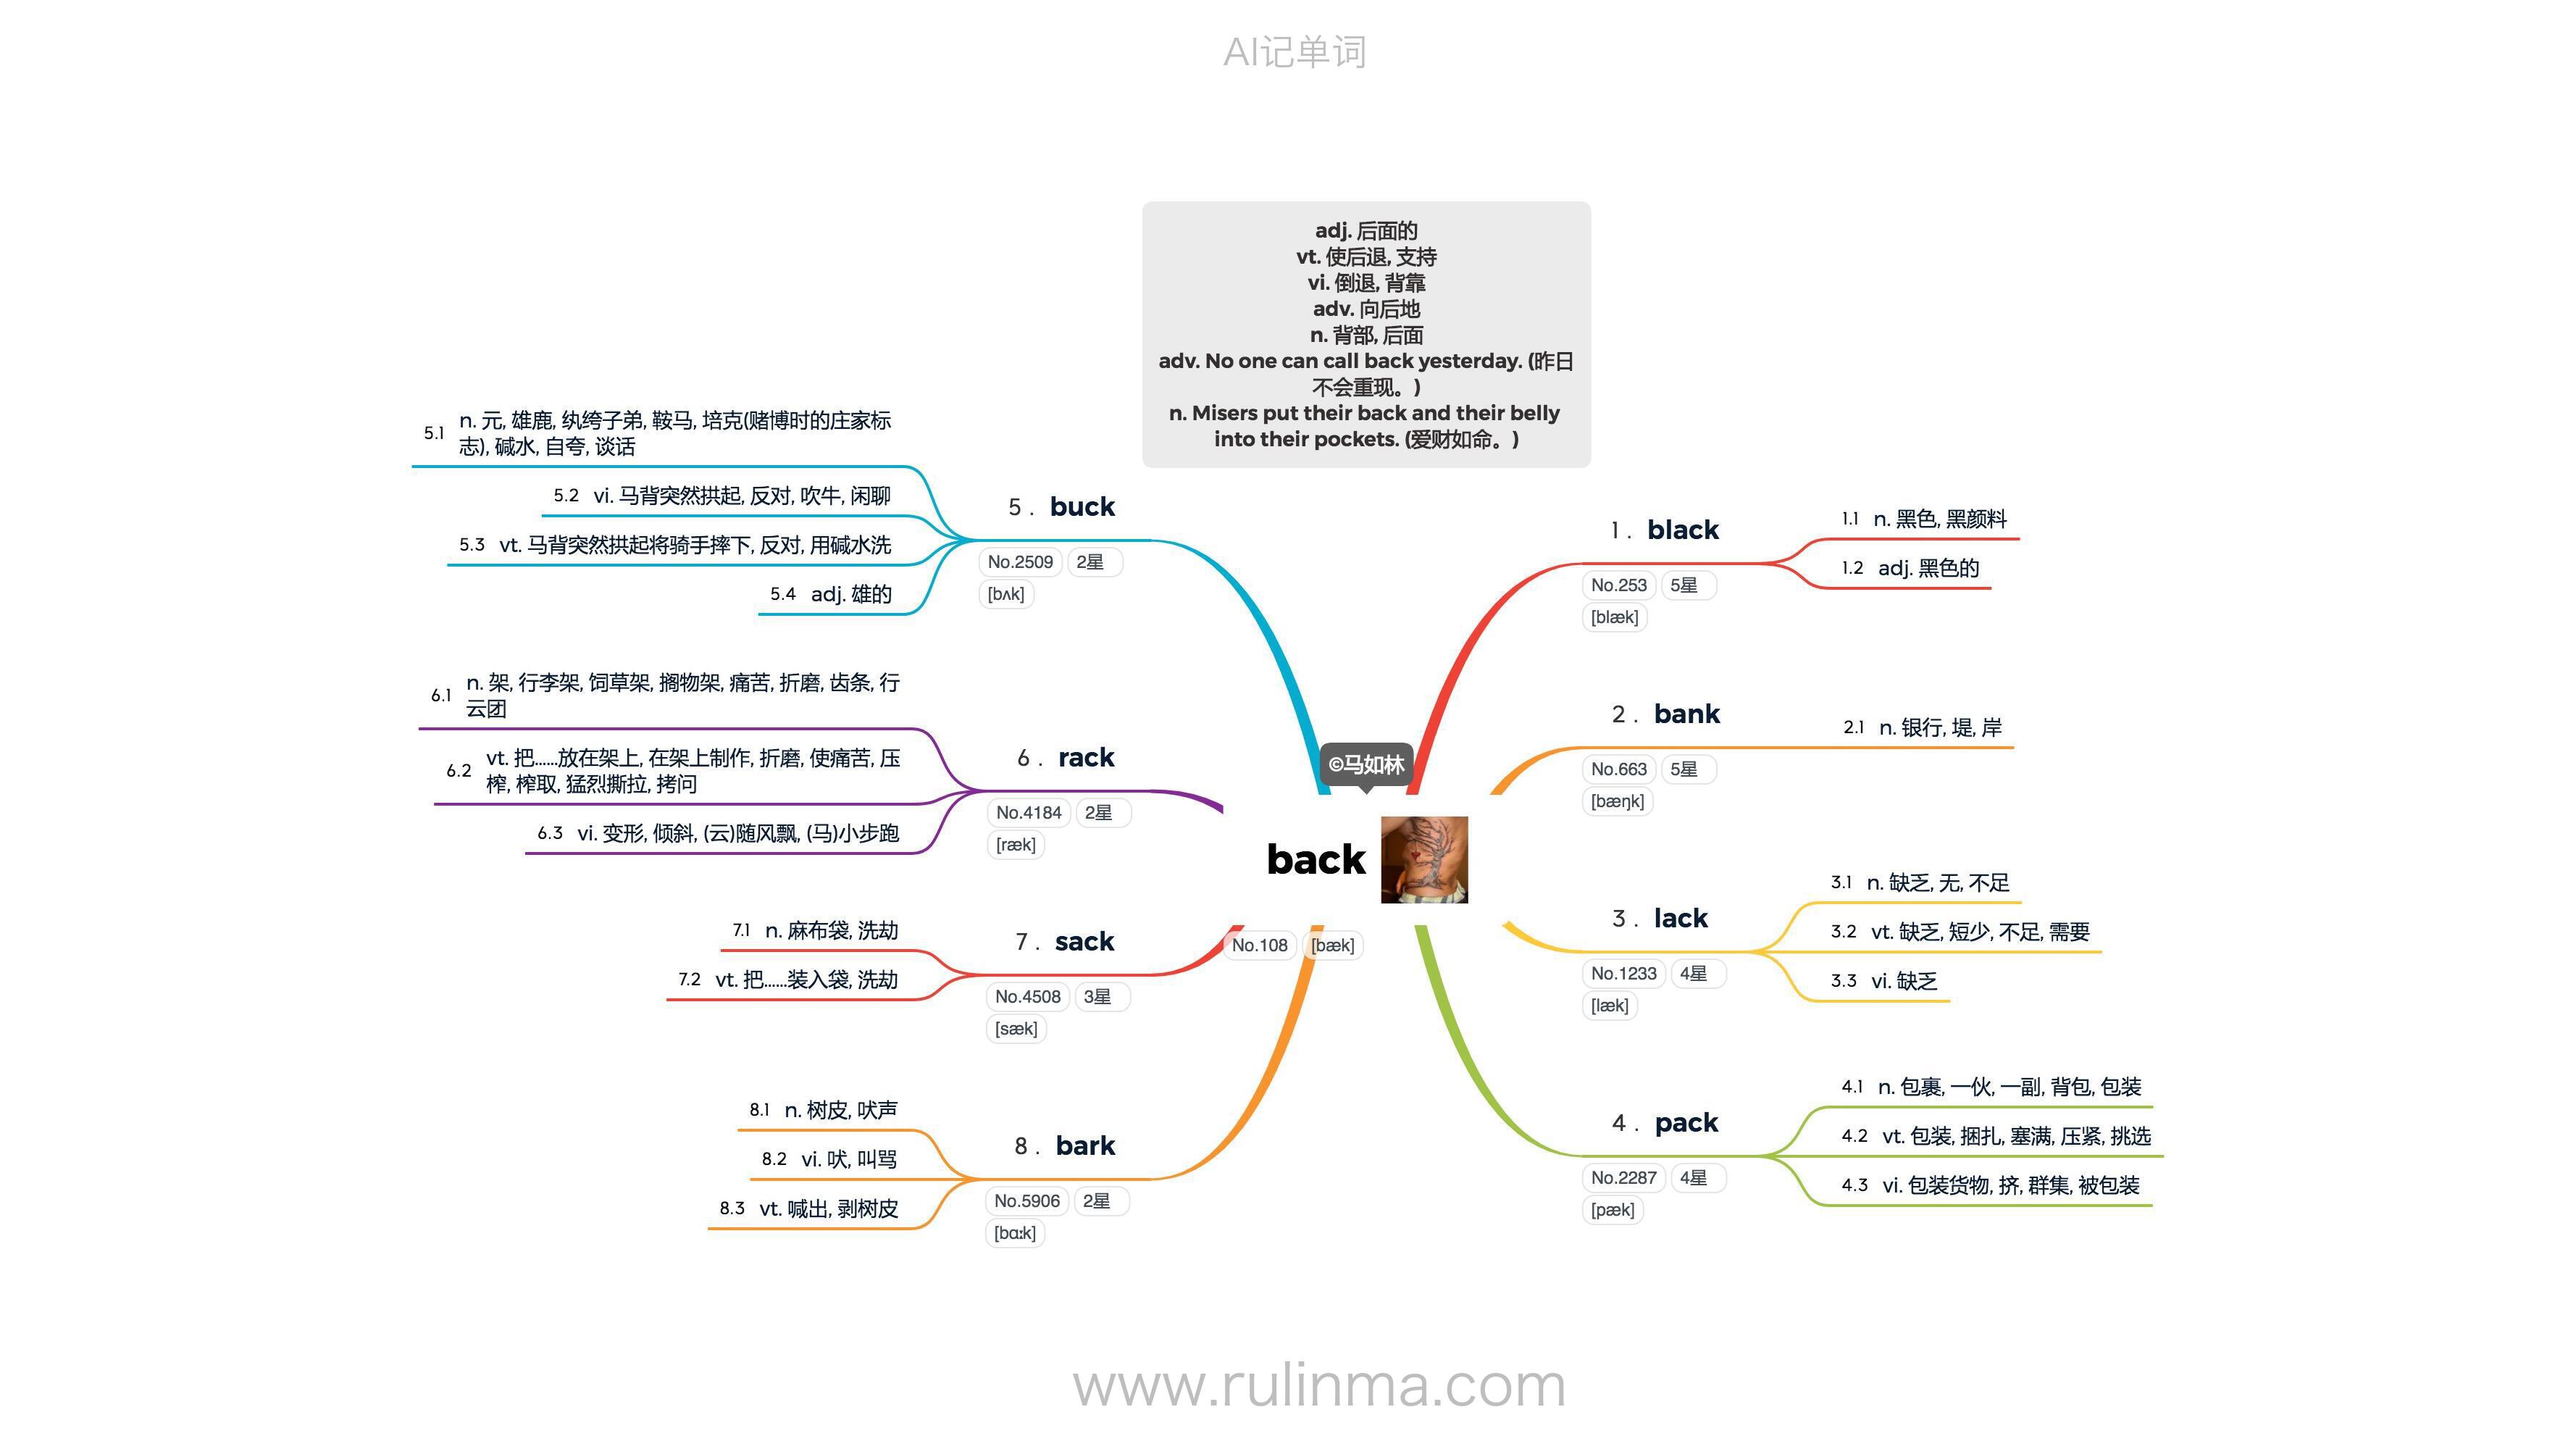 AI记单词
adj. 后面的
vt. 使后退, 支持
vi. 倒退, 背靠
adv. 向后地
n. 背部, 后面
adv. No one can call back yesterday. (昨日
不会重现。)
n. Misers put their back and their belly
into their pockets. (爱财如命。)
©马如林
back
No.108 [bæk]
1 . black
No.253 5星
[blæk]
1.1 n. 黑色, 黑颜料
1.2 adj. 黑色的
2 . bank
No.663 5星
[bæŋk]
2.1 n. 银行, 堤, 岸
3 . lack
No.1233 4星
[læk]
3.1 n. 缺乏, 无, 不足
3.2 vt. 缺乏, 短少, 不足, 需要
3.3 vi. 缺乏
4 . pack
No.2287 4星
[pæk]
4.1 n. 包裹, 一伙, 一副, 背包, 包装
4.2 vt. 包装, 捆扎, 塞满, 压紧, 挑选
4.3 vi. 包装货物, 挤, 群集, 被包装
5 . buck
No.2509 2星
[bʌk]
5.1 n. 元, 雄鹿, 纨绔子弟, 鞍马, 培克(赌博时的庄家标
志), 碱水, 自夸, 谈话
5.2 vi. 马背突然拱起, 反对, 吹牛, 闲聊
5.3 vt. 马背突然拱起将骑手摔下, 反对, 用碱水洗
5.4 adj. 雄的
6 . rack
No.4184 2星
[ræk]
6.1 n. 架, 行李架, 饲草架, 搁物架, 痛苦, 折磨, 齿条, 行
云团
6.2 vt. 把……放在架上, 在架上制作, 折磨, 使痛苦, 压
榨, 榨取, 猛烈撕拉, 拷问
6.3 vi. 变形, 倾斜, (云)随风飘, (马)小步跑
7 . sack
No.4508 3星
[sæk]
7.1 n. 麻布袋, 洗劫
7.2 vt. 把……装入袋, 洗劫
8 . bark
No.5906 2星
[bɑːk]
8.1 n. 树皮, 吠声
8.2 vi. 吠, 叫骂
8.3 vt. 喊出, 剥树皮
www.rulinma.com